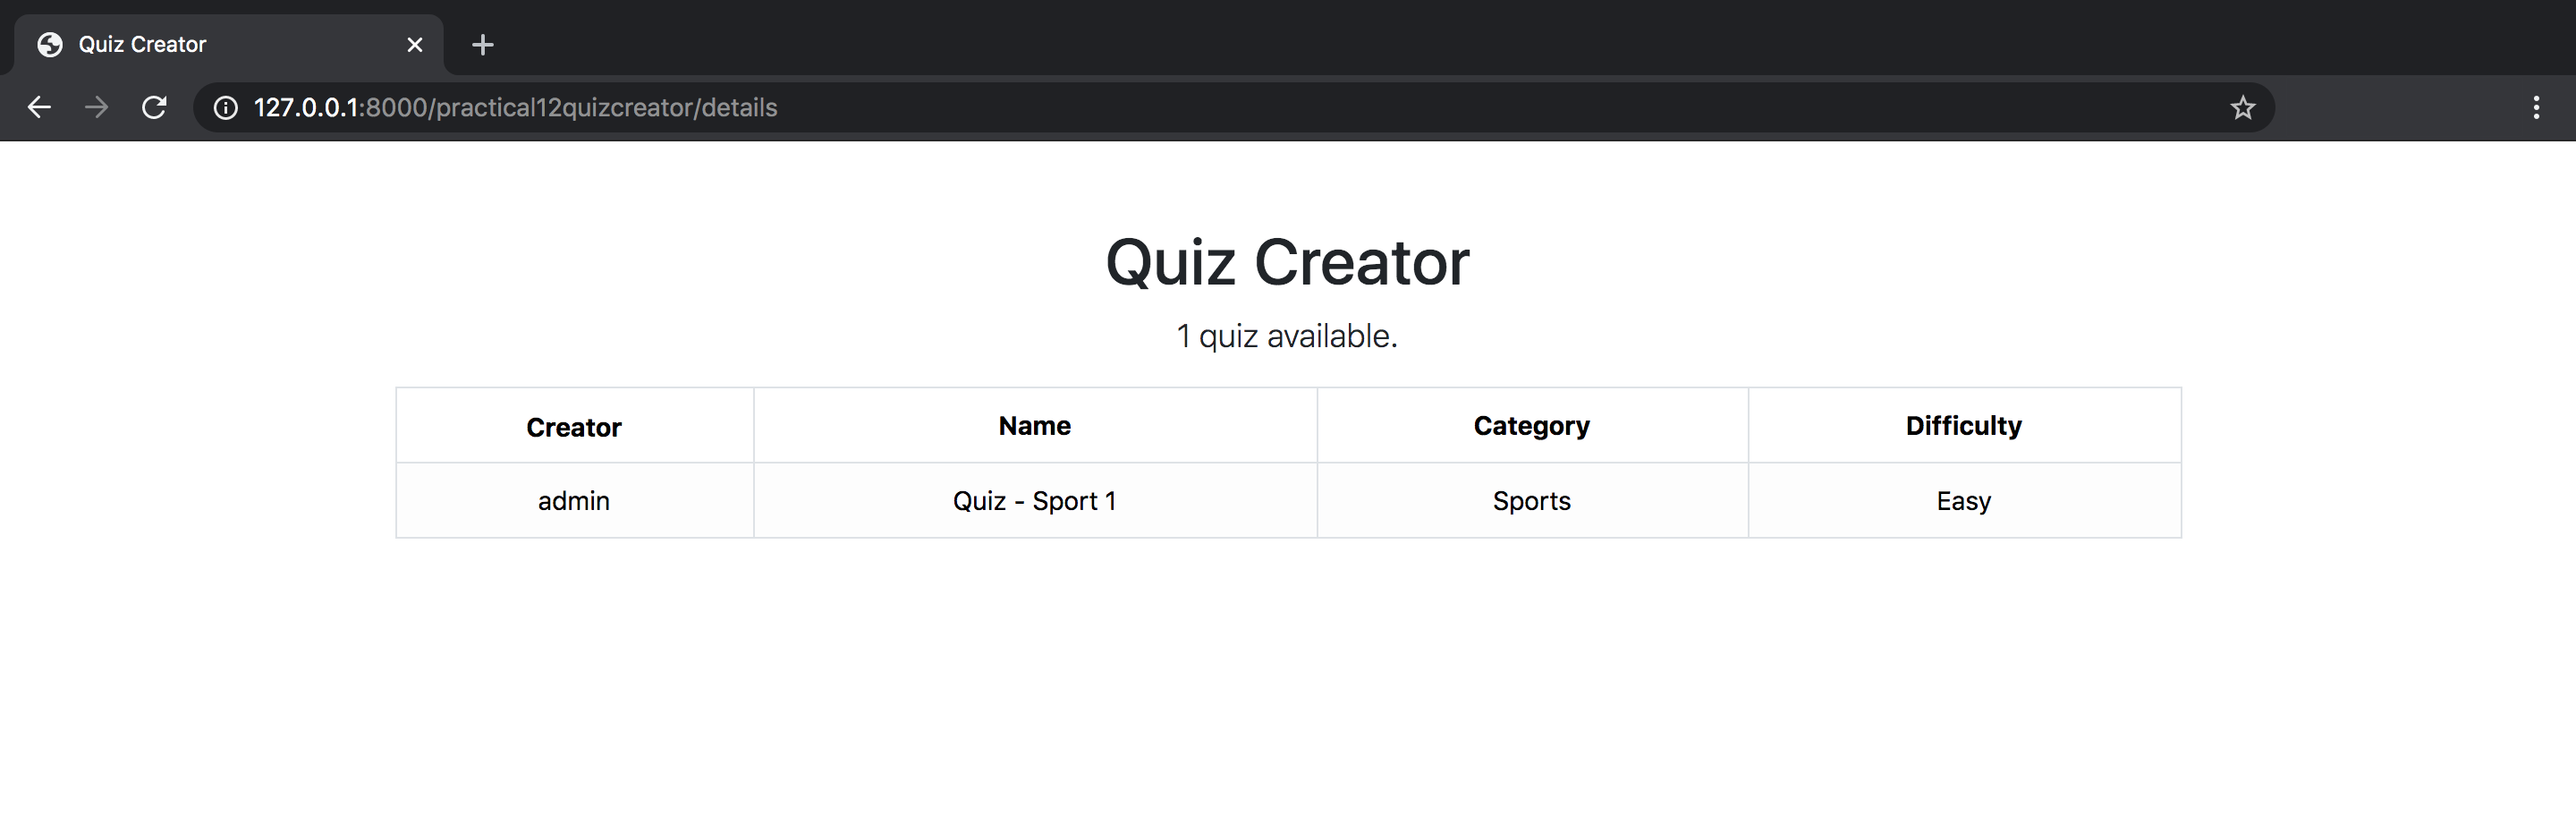 Quiz Creator
127.0.0.1:8000/practical12quizcreator/details
Quiz Creator
1 quiz available.
Creator Name Category Difficulty
admin Quiz - Sport 1 Sports Easy